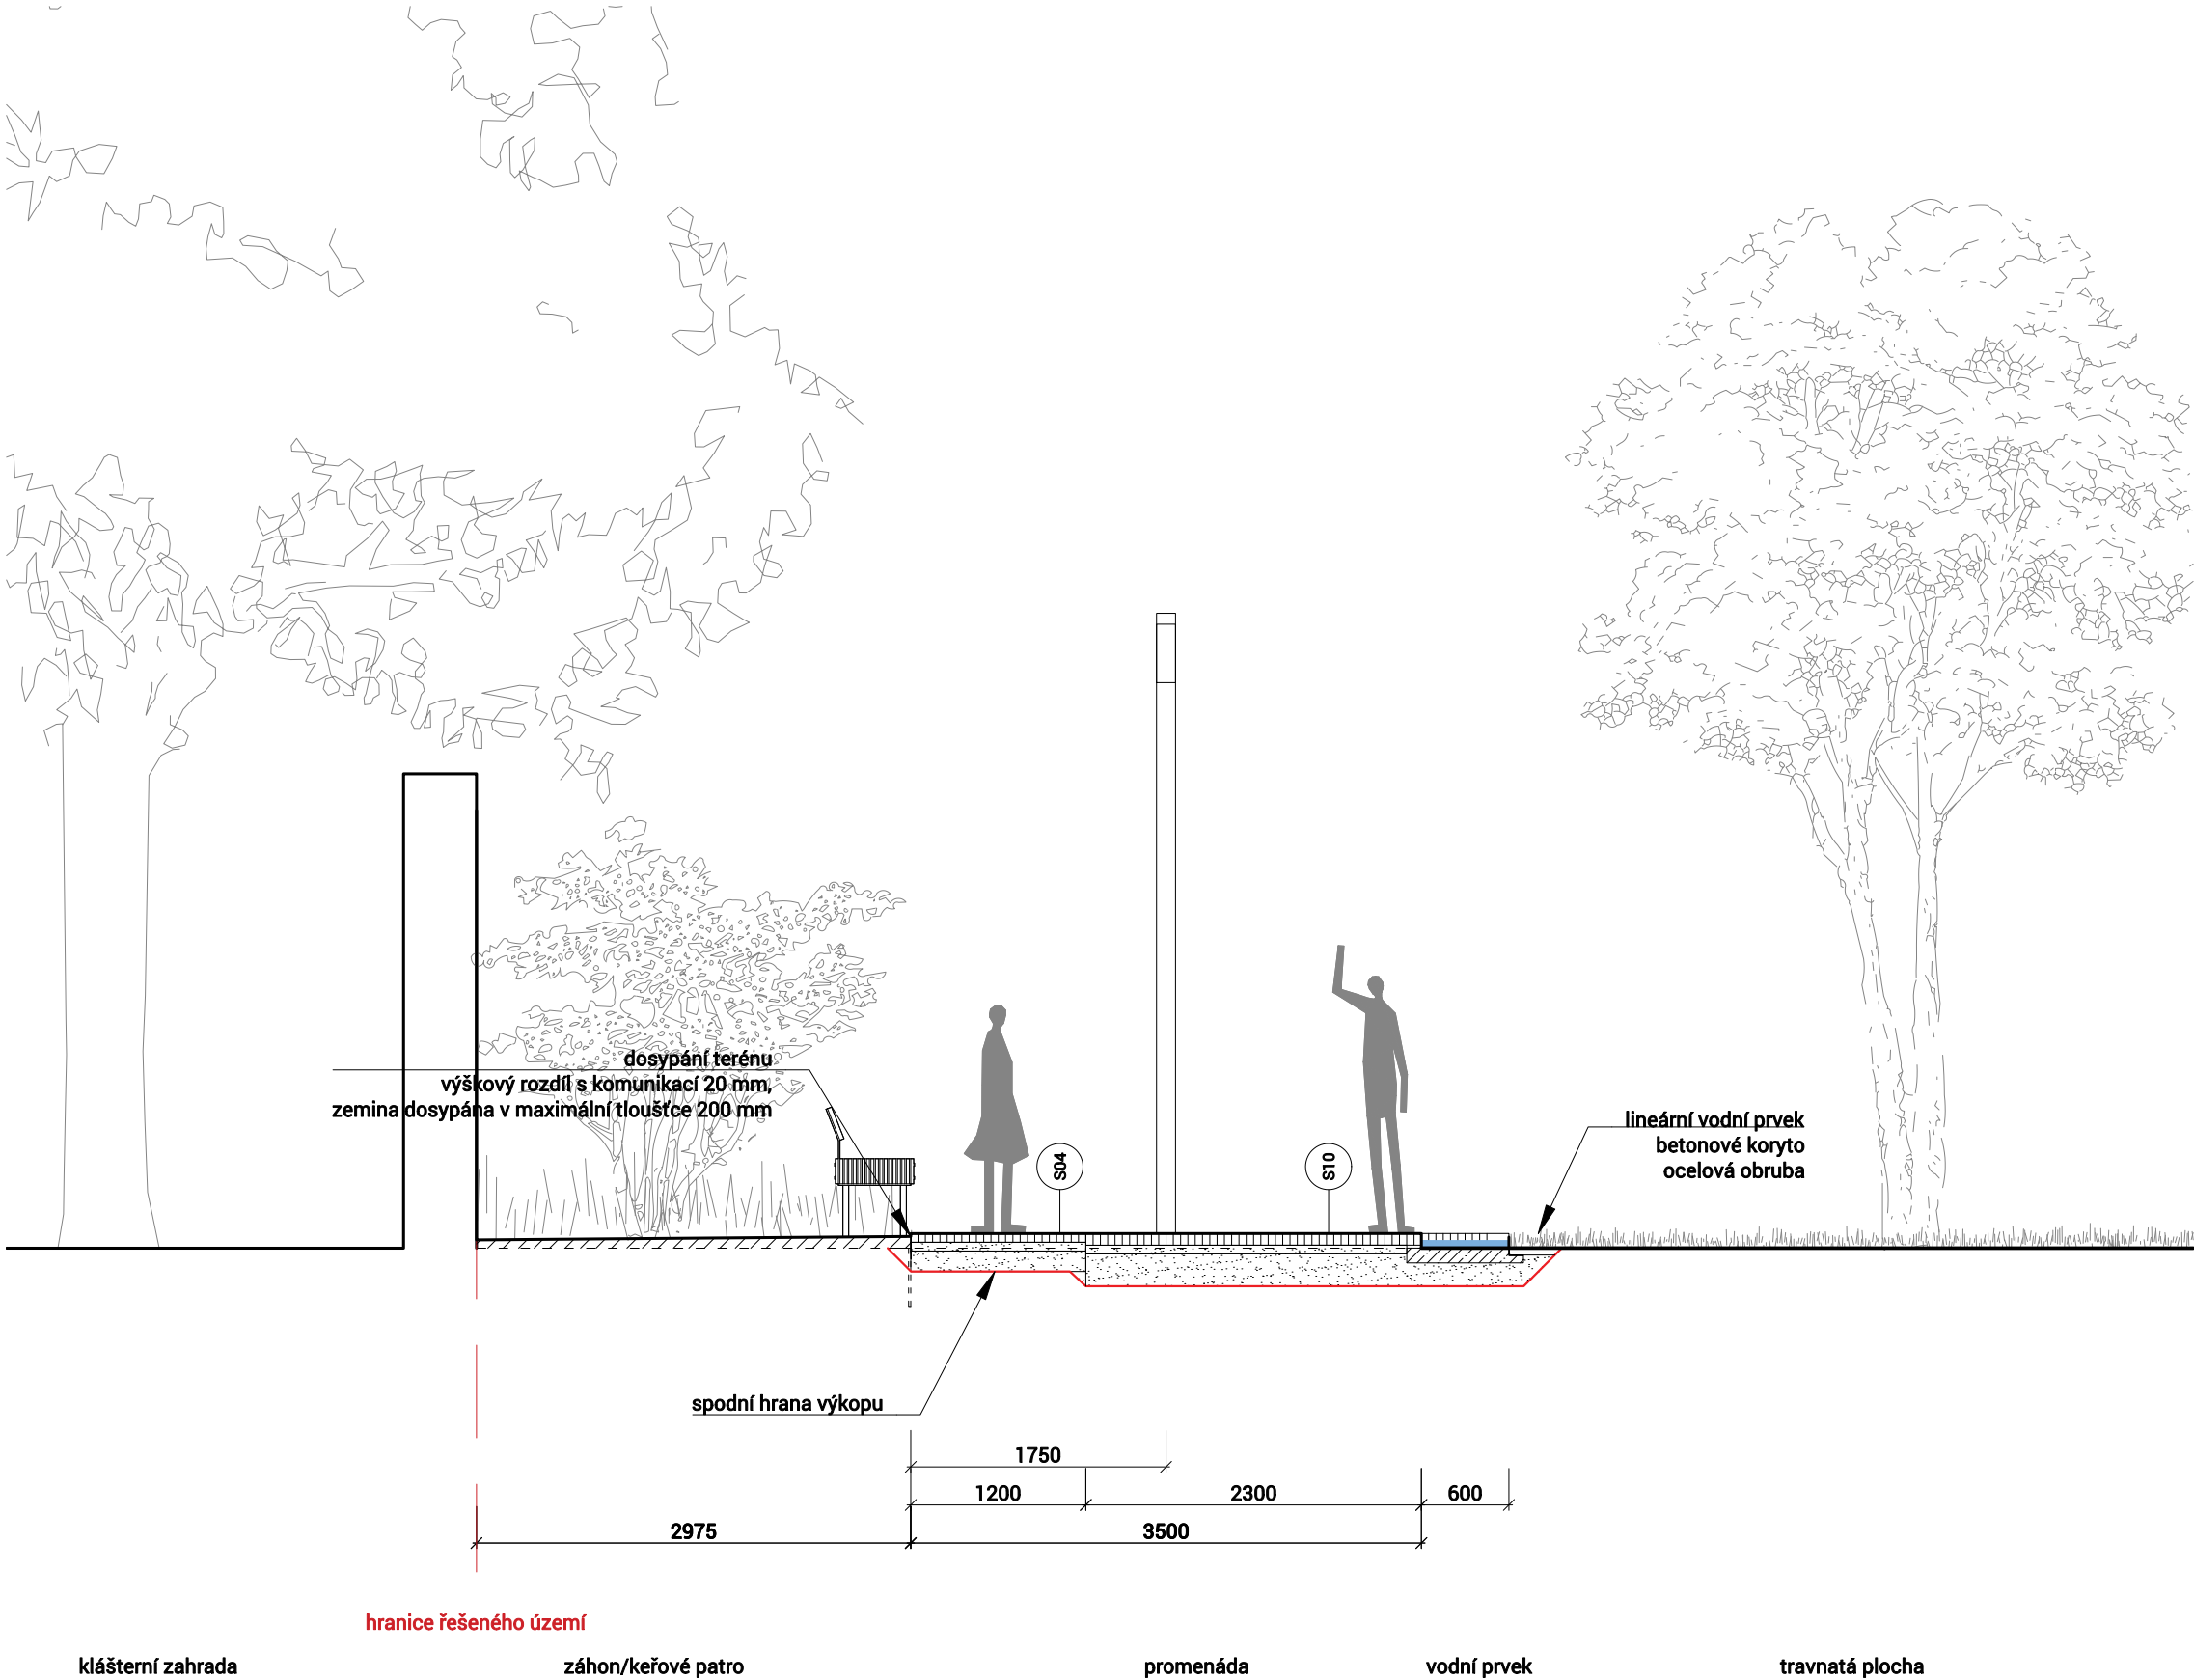 dosypání terénu
výškový rozdíl s komunikací 20 mm,
zemina dosypána v maximální tloušťce 200 mm
S04
S10
lineární vodní prvek
betonové koryto
ocelová obruba
spodní hrana výkopu
1750
1200
2300
600
2975
3500
hranice řešeného území
klášterní zahrada
záhon/keřové patro
promenáda
vodní prvek
travnatá plocha